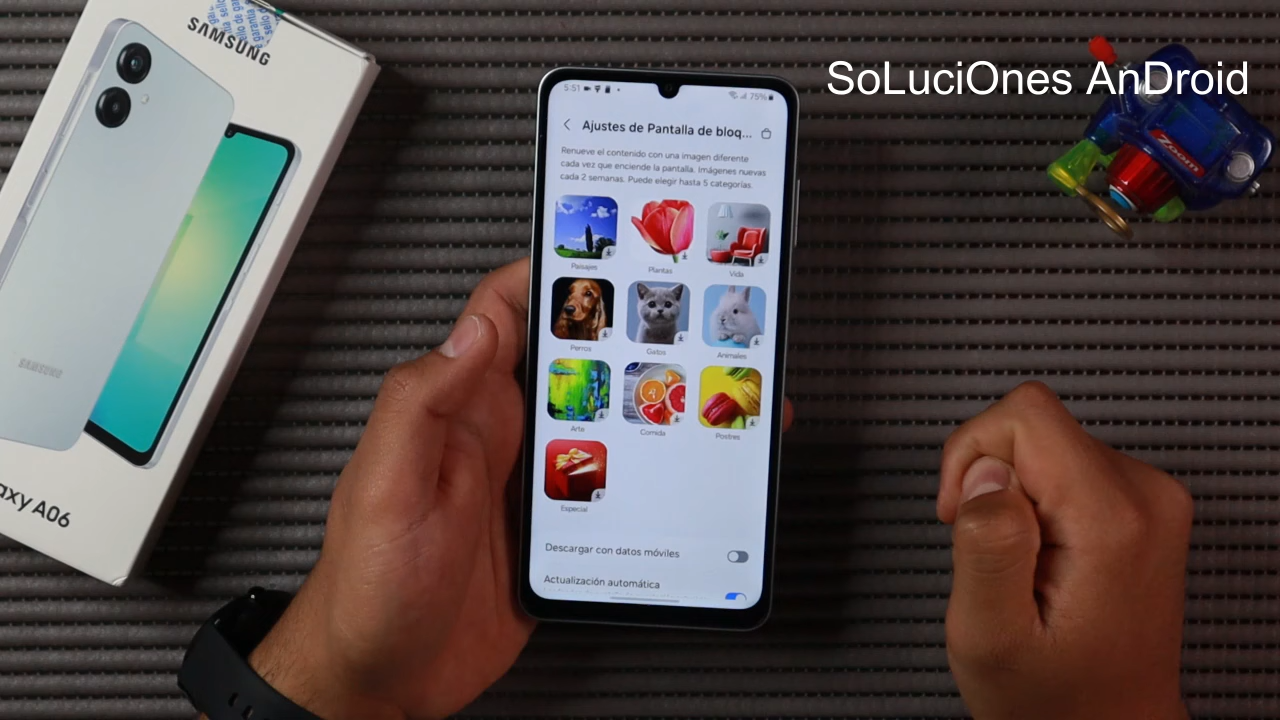 SoLuciOnes AnDroid
SAMSUNG
SAMSUNG
axy A06
Zoom
5:51
75%
Ajustes de Pantalla de bloq...
Renueve el contenido con una imagen diferente
cada vez que enciende la pantalla. Imágenes nuevas
cada 2 semanas. Puede elegir hasta 5 categorías.
Paisajes
Plantas
Vida
Perros
Gatos
Animales
Arte
Comida
Postres
Especial
Descargar con datos móviles
Actualización automática